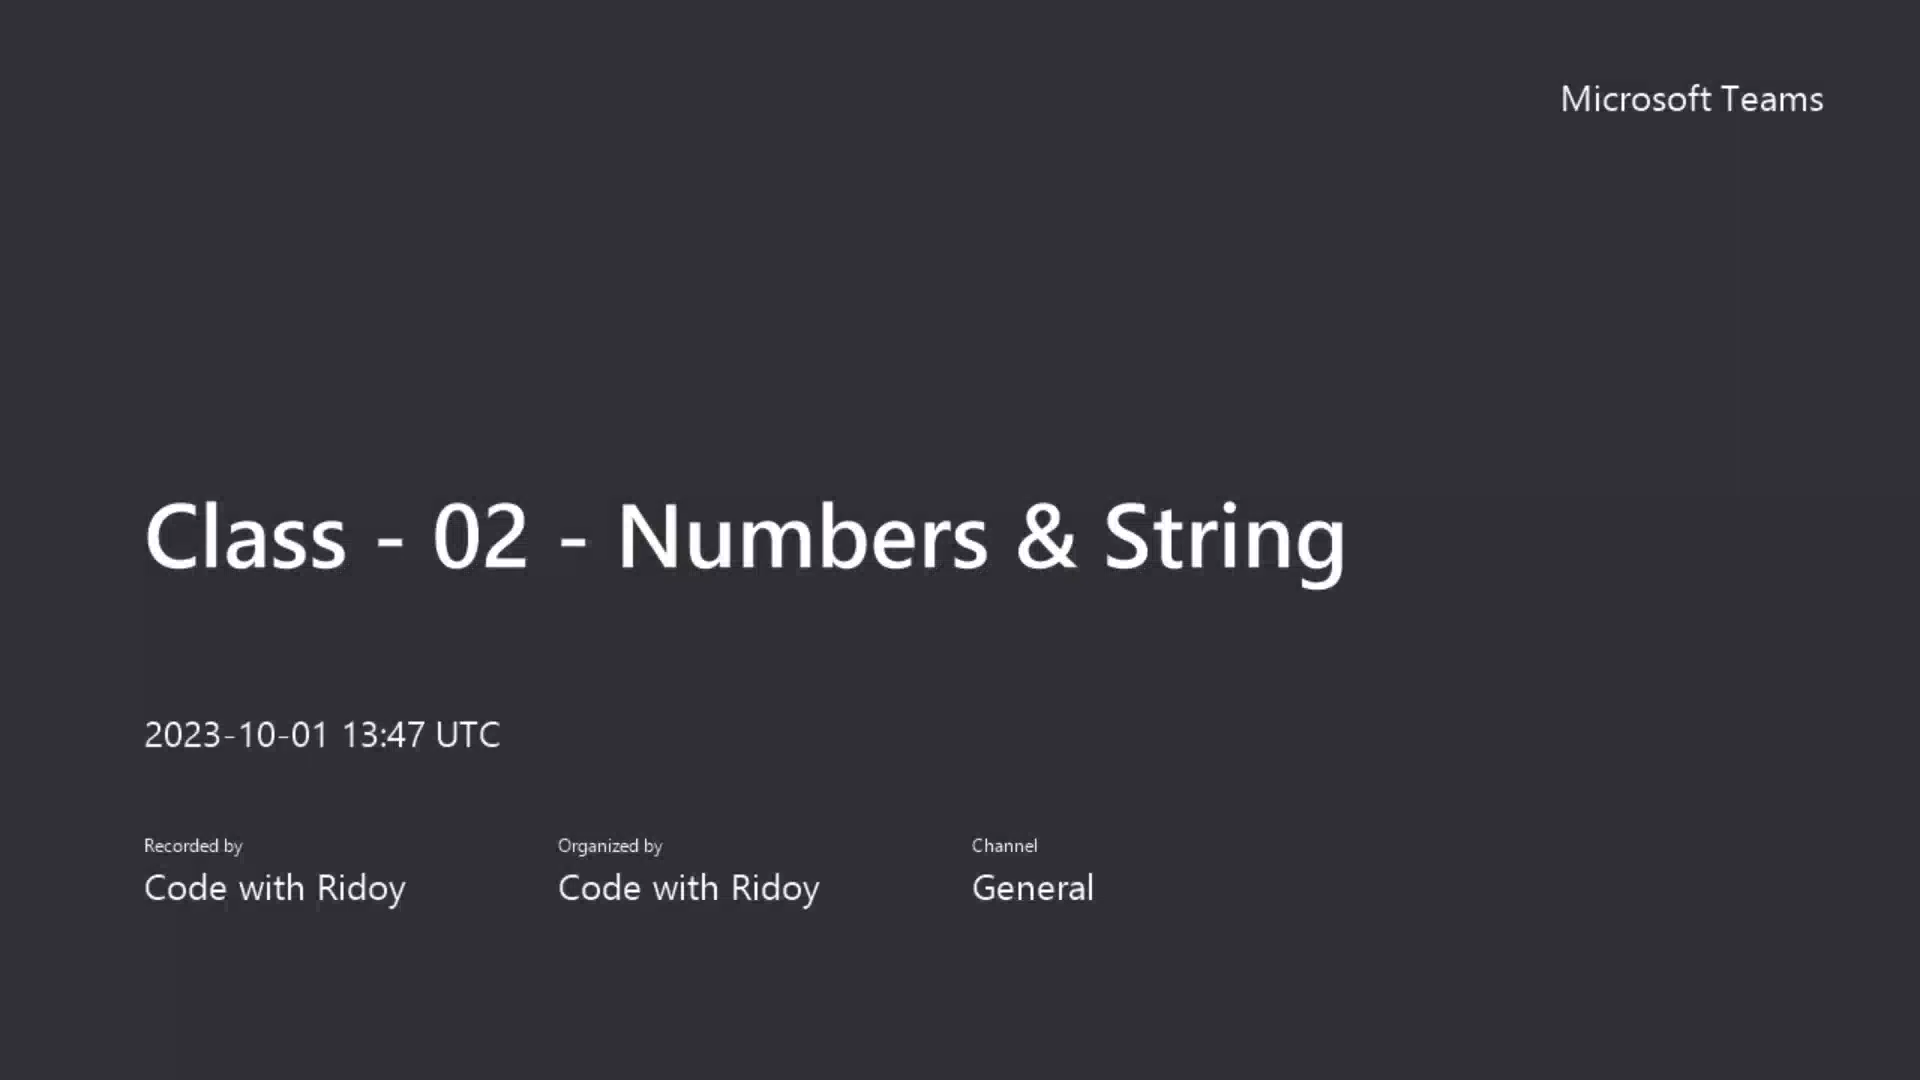 Microsoft Teams
Class - 02 - Numbers & String
2023-10-01 13:47 UTC
Recorded by
Code with Ridoy
Organized by
Code with Ridoy
Channel
General